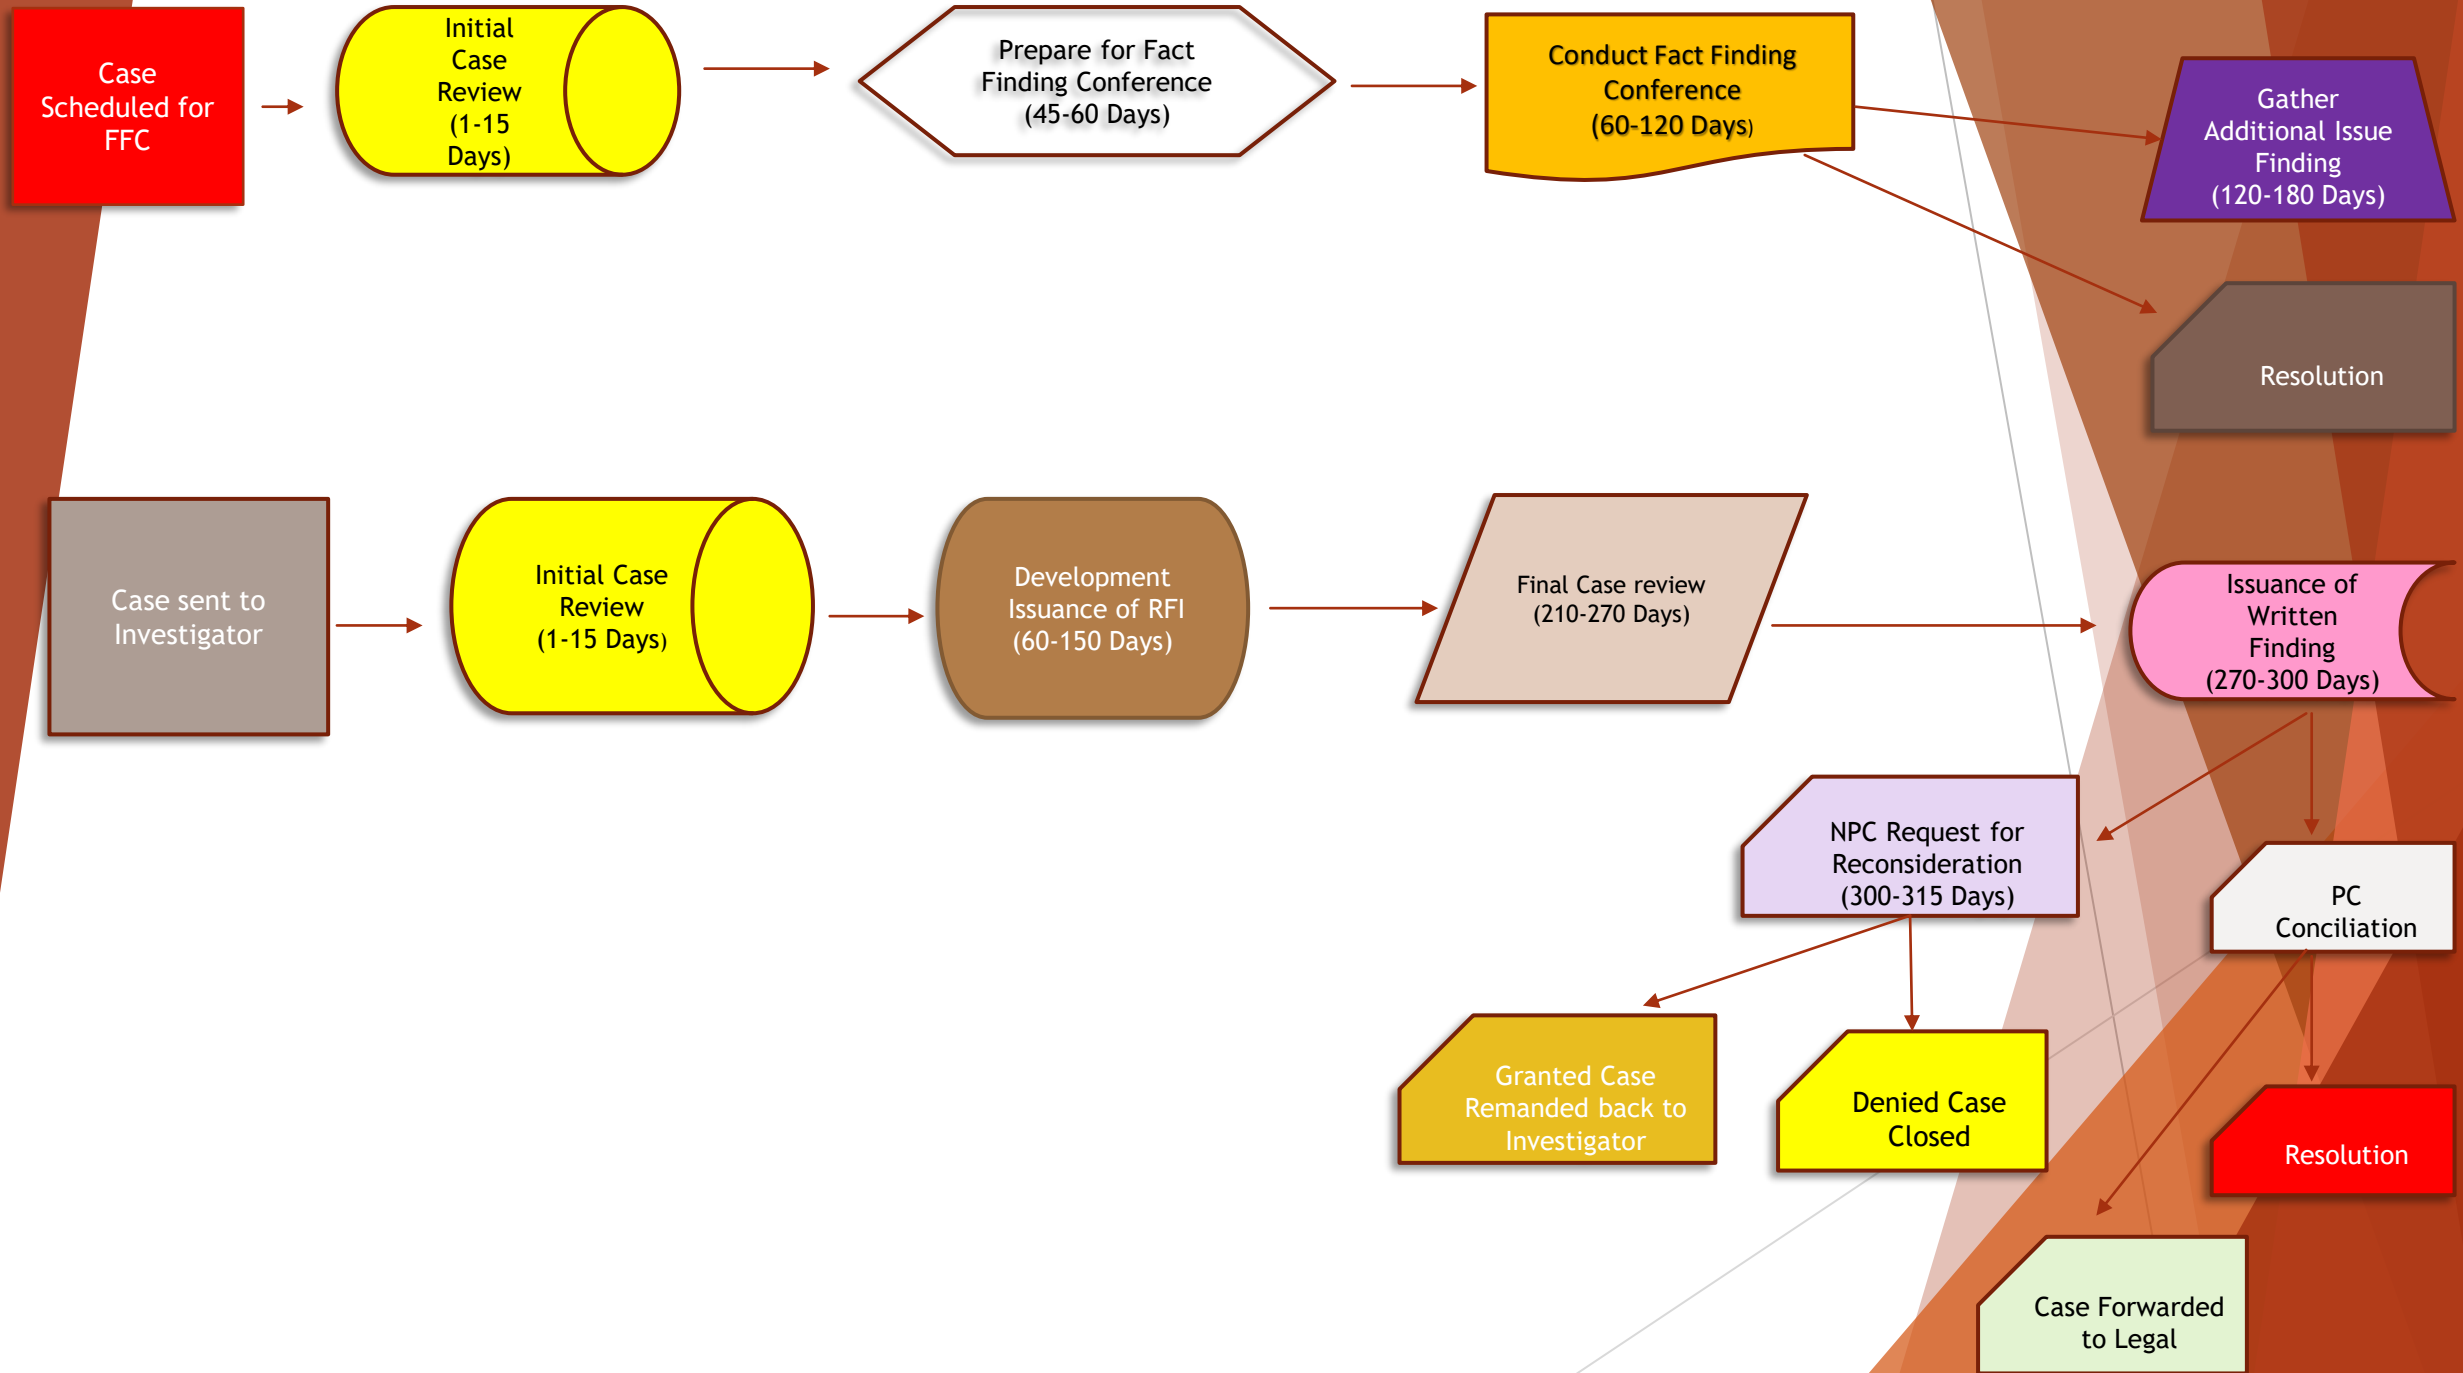 Case
Scheduled for
FFC
Initial
Case
Review
(1-15
Days)
Prepare for Fact
Finding Conference
(45-60 Days)
Conduct Fact Finding
Conference
(60-120 Days)
Gather
Additional Issue
Finding
(120-180 Days)
Resolution
Case sent to
Investigator
Initial Case
Review
(1-15 Days)
Development
Issuance of RFI
(60-150 Days)
Final Case review
(210-270 Days)
Issuance of
Written
Finding
(270-300 Days)
NPC Request for
Reconsideration
(300-315 Days)
PC
Conciliation
Granted Case
Remanded back to
Investigator
Denied Case
Closed
Resolution
Case Forwarded
to Legal